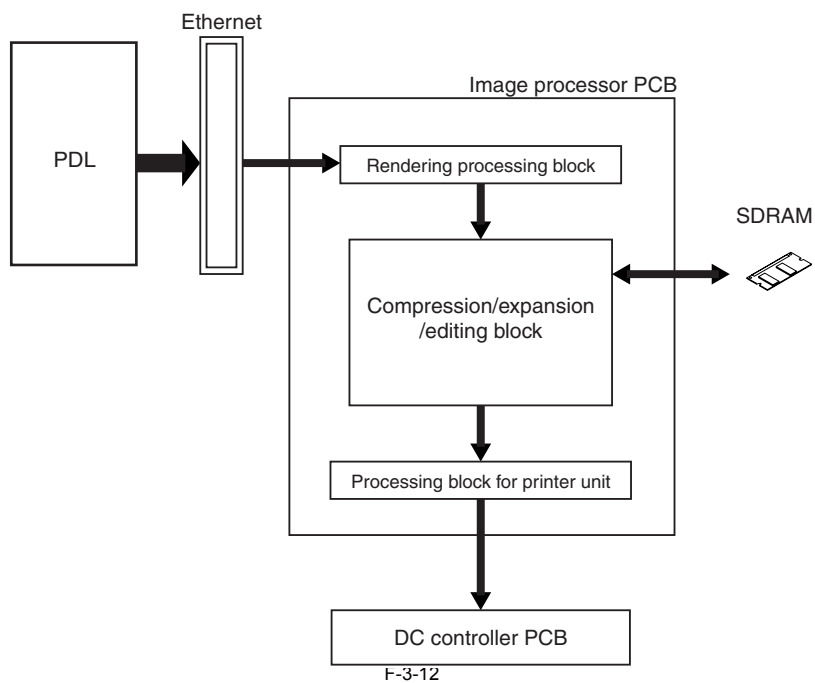 Ethernet
Image processor PCB
PDL
Rendering processing block
SDRAM
Compression/expansion
/editing block
Processing block for printer unit
DC controller PCB
F-3-12